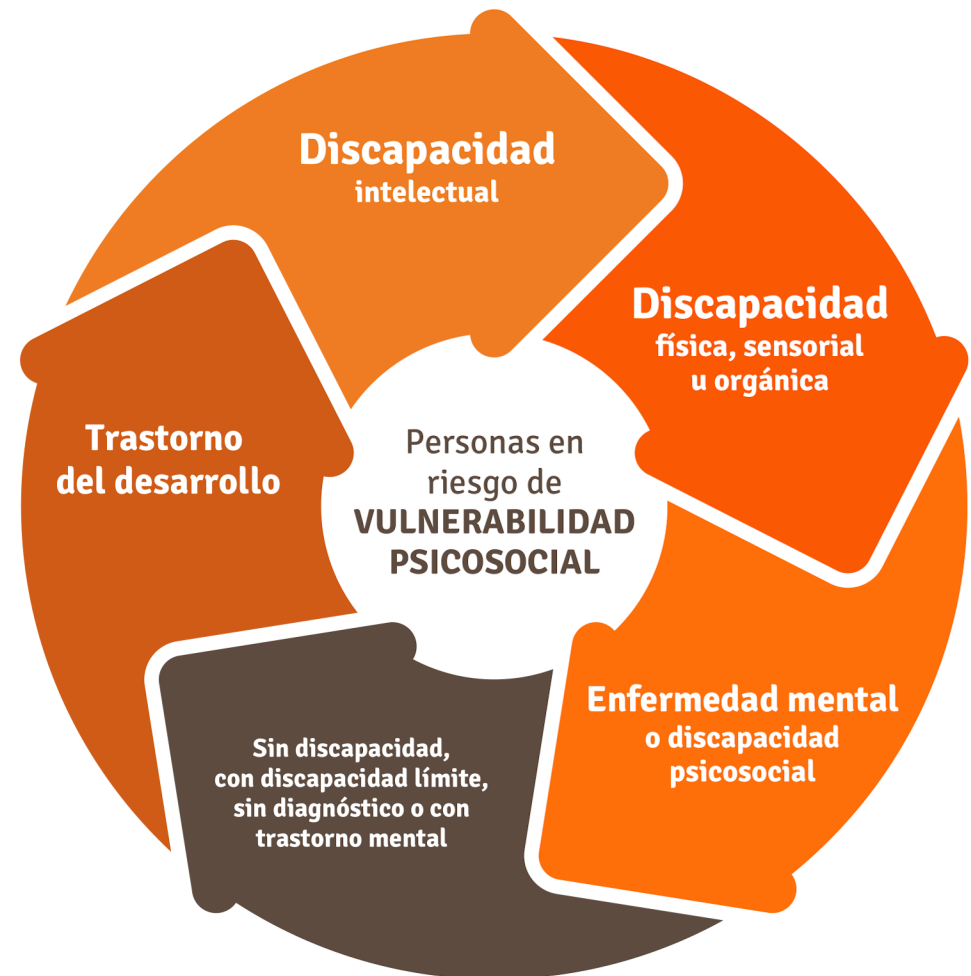 Discapacidad
intelectual
Discapacidad
física, sensorial
u orgánica
Enfermedad mental
o discapacidad
psicosocial
Sin discapacidad,
con discapacidad límite,
sin diagnóstico o con
trastorno mental
Trastorno
del desarrollo
Personas en
riesgo de
VULNERABILIDAD
PSICOSOCIAL